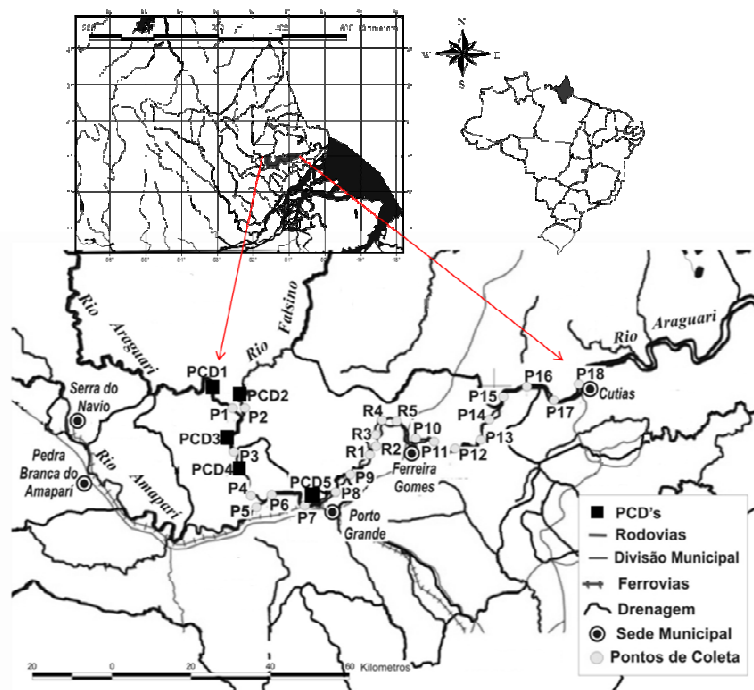 N
W E
S
Rio Araguari
Rio Falsino
Rio Araguari
PCD1
PCD2
P1
P2
PCD3
P3
PCD4
P4
P5
P6
PCD5
P7
P8
P9
R1
R2
R3
R4
R5
P10
P11
P12
P13
P14
P15
P16
P17
P18
Cutias
Serra do
Navio
Pedra
Branca do
Amapari
Rio Amapari
Ferreira
Gomes
Porto
Grande
PCD's
Rodovias
Divisão Municipal
Ferrovias
Drenagem
Sede Municipal
Pontos de Coleta
20 0 20 40 60 Kilometros